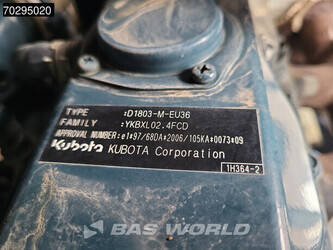 70295020
TYPE :D1803-M-EU36
FAMILY :YKBXL02.4FCD
APPROVAL NUMBER:e1*97/68DA*2006/105KA*0073*09
Kubota KUBOTA Corporation
1H364-2
BAS WORLD